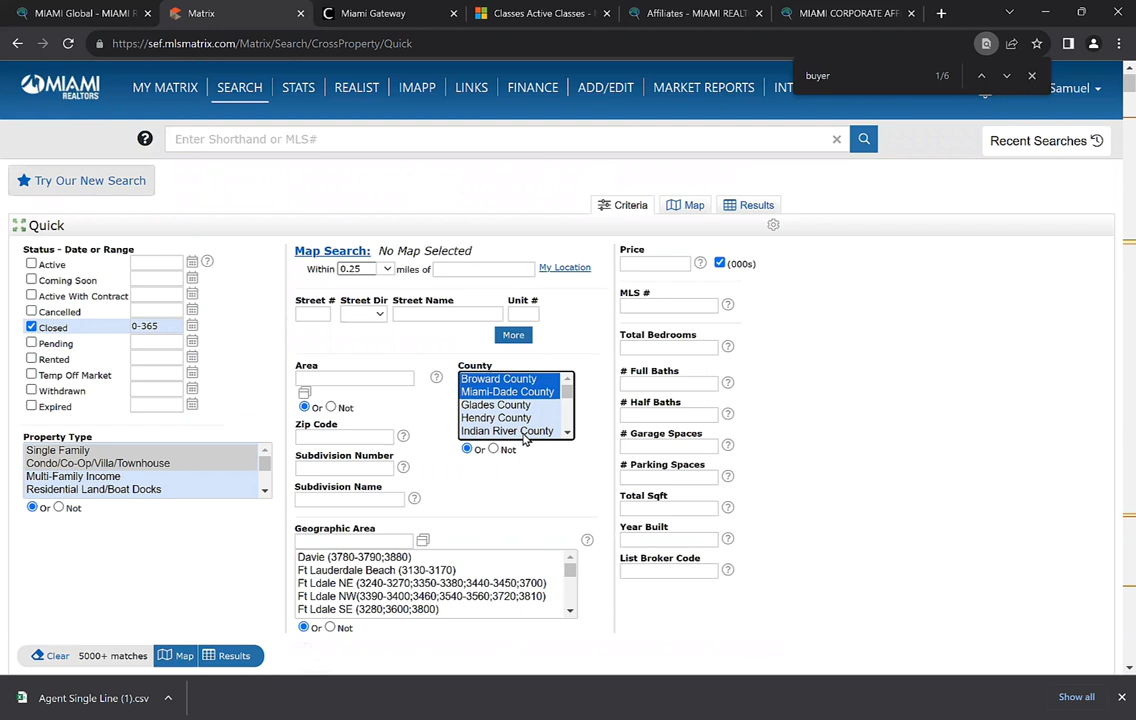 MIAMI Global - MIAMI R
Matrix
Miami Gateway
Classes Active Classes -
Affiliates - MIAMI REALT
MIAMI CORPORATE AFF
https://sef.mlsmatrix.com/Matrix/Search/CrossProperty/Quick
buyer 1/6
MIAMI REALTORS
MY MATRIX SEARCH STATS REALIST IMAPP LINKS FINANCE ADD/EDIT MARKET REPORTS INT
Samuel
Enter Shorthand or MLS#
Recent Searches
Try Our New Search
Criteria Map Results
Quick
Status - Date or Range
Active
Coming Soon
Active With Contract
Cancelled
Closed 0-365
Pending
Rented
Temp Off Market
Withdrawn
Expired
Property Type
Single Family
Condo/Co-Op/Villa/Townhouse
Multi-Family Income
Residential Land/Boat Docks
Or Not
Map Search: No Map Selected
Within 0.25 miles of My Location
Street # Street Dir Street Name Unit #
More
Area
Or Not
Zip Code
Subdivision Number
Subdivision Name
County
Broward County
Miami-Dade County
Glades County
Hendry County
Indian River County
Or Not
Geographic Area
Davie (3780-3790;3880)
Ft Lauderdale Beach (3130-3170)
Ft Ldale NE (3240-3270;3350-3380;3440-3450;3700)
Ft Ldale NW(3390-3400;3460;3540-3560;3720;3810)
Ft Ldale SE (3280;3600;3800)
Or Not
Price
(000s)
MLS #
Total Bedrooms
# Full Baths
# Half Baths
# Garage Spaces
# Parking Spaces
Total Sqft
Year Built
List Broker Code
Clear 5000+ matches Map Results
Agent Single Line (1).csv
Show all